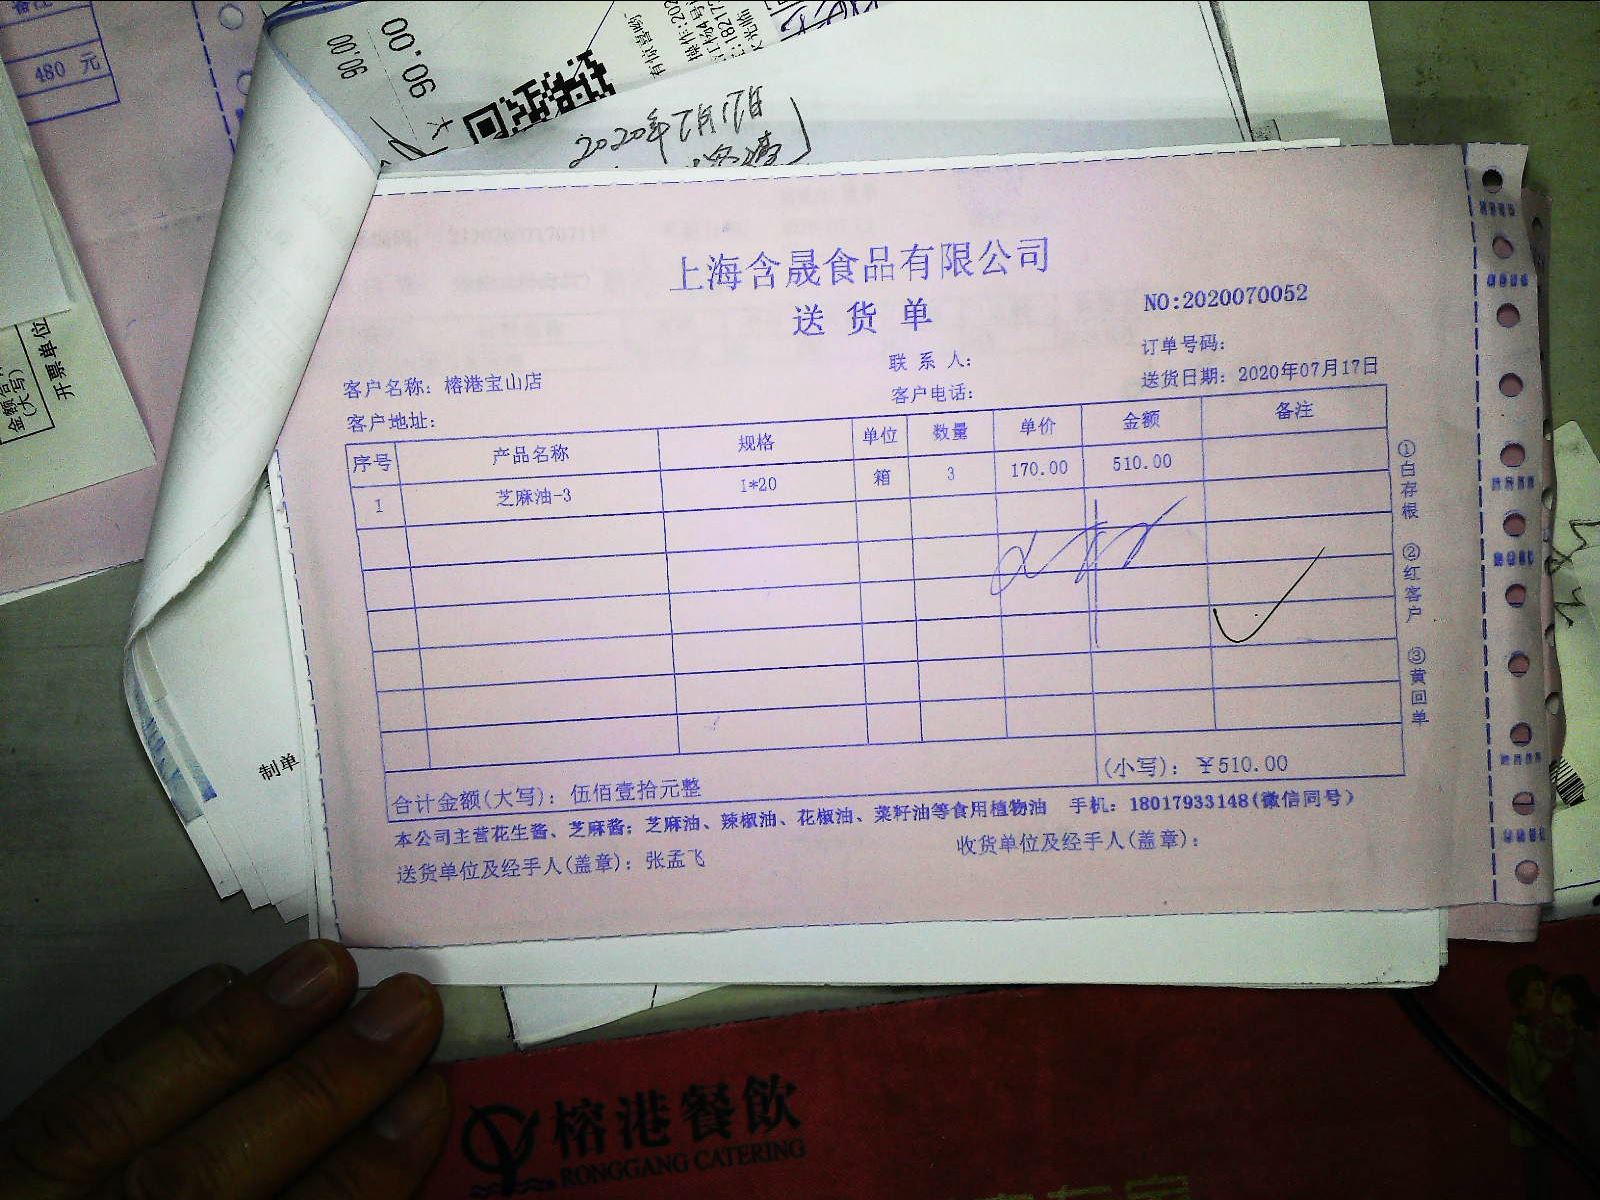 480 元
90.00
90.00
2020年7月17日
金额合计
(大写)
开票单位
上海含晟食品有限公司
送货单
NO:2020070052
联系人:
订单号码:
客户名称: 榕港宝山店
客户电话:
送货日期: 2020年07月17日
客户地址:
序号 产品名称 规格 单位 数量 单价 金额 备注
1 芝麻油-3 1*20 箱 3 170.00 510.00
①白存根 ②红客户 ③黄回单
制单
合计金额(大写): 伍佰壹拾元整 (小写): ¥510.00
本公司主营花生酱、芝麻酱; 芝麻油、辣椒油、花椒油、菜籽油等食用植物油 手机: 18017933148(微信同号)
送货单位及经手人(盖章): 张孟飞 收货单位及经手人(盖章):
榕港餐飲
RONGGANG CATERING